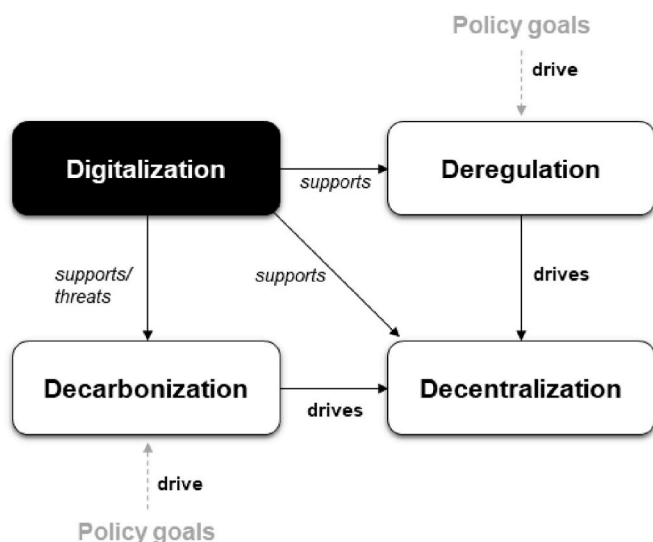 Policy goals
drive
Digitalization
supports
Deregulation
supports/
threats
supports
drives
Decarbonization
drives
Decentralization
drive
Policy goals